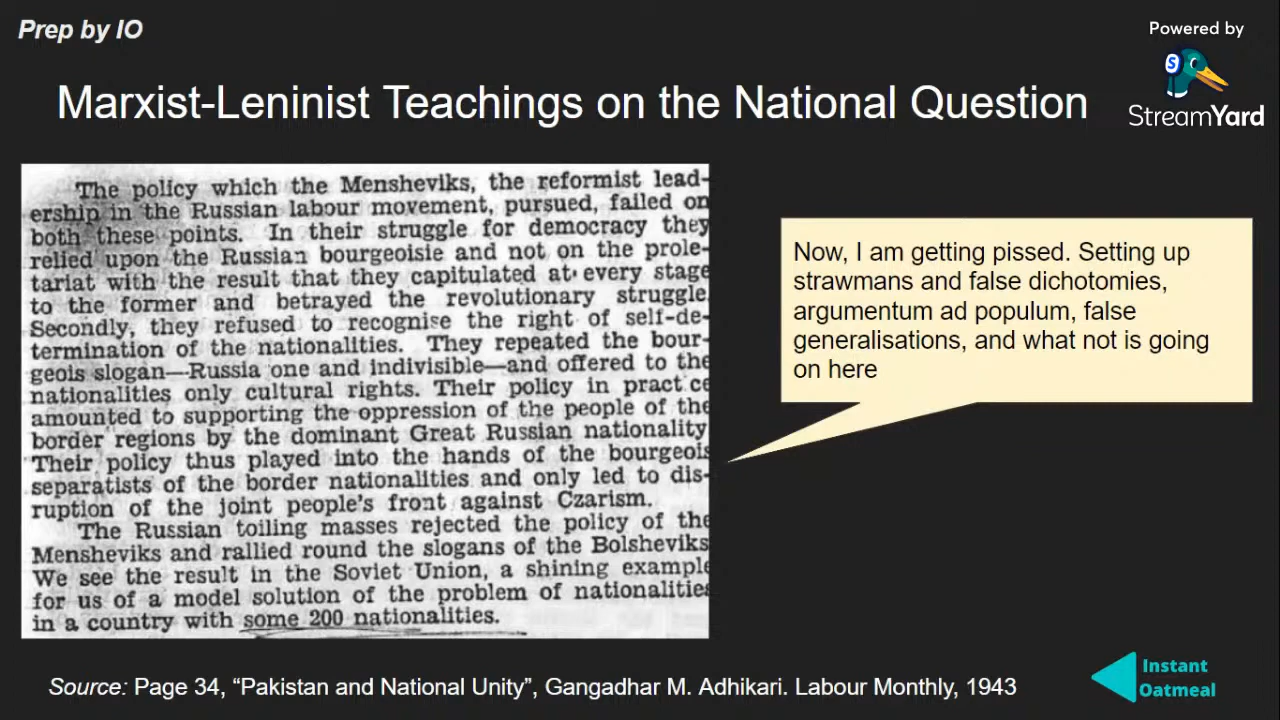 Prep by IO
Powered by
StreamYard
Marxist-Leninist Teachings on the National Question
The policy which the Mensheviks, the reformist lead-
ership in the Russian labour movement, pursued, failed on
both these points. In their struggle for democracy they
relied upon the Russian bourgeoisie and not on the prole-
tariat with the result that they capitulated at every stage
to the former and betrayed the revolutionary struggle.
Secondly, they refused to recognise the right of self-de-
termination of the nationalities. They repeated the bour-
geois slogan—Russia one and indivisible—and offered to the
nationalities only cultural rights. Their policy in pract ce
amounted to supporting the oppression of the people of the
border regions by the dominant Great Russian nationality
Their policy thus played into the hands of the bourgeois
separatists of the border nationalities and only led to dis-
ruption of the joint people's front against Czarism.
The Russian toiling masses rejected the policy of the
Mensheviks and rallied round the slogans of the Bolsheviks
We see the result in the Soviet Union, a shining example
for us of a model solution of the problem of nationalities
in a country with some 200 nationalities.
Now, I am getting pissed. Setting up
strawmans and false dichotomies,
argumentum ad populum, false
generalisations, and what not is going
on here
Source: Page 34, “Pakistan and National Unity”, Gangadhar M. Adhikari. Labour Monthly, 1943
Instant
Oatmeal